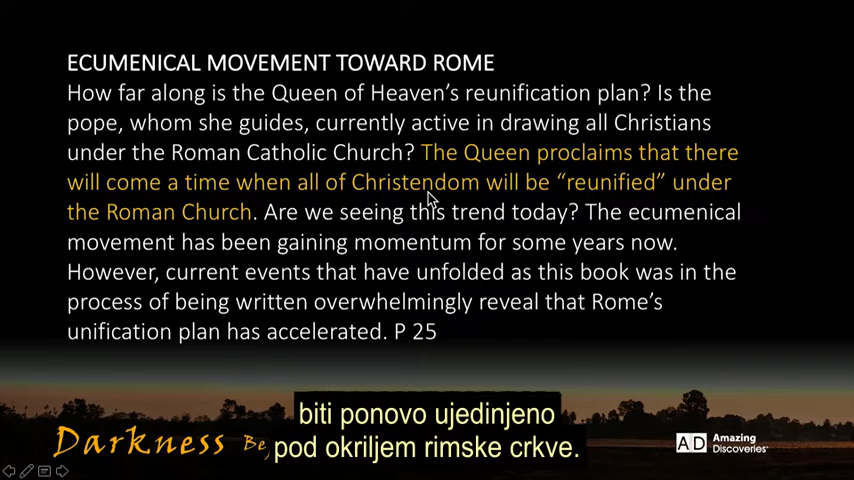 ECUMENICAL MOVEMENT TOWARD ROME
How far along is the Queen of Heaven’s reunification plan? Is the
pope, whom she guides, currently active in drawing all Christians
under the Roman Catholic Church? The Queen proclaims that there
will come a time when all of Christendom will be “reunified” under
the Roman Church. Are we seeing this trend today? The ecumenical
movement has been gaining momentum for some years now.
However, current events that have unfolded as this book was in the
process of being written overwhelmingly reveal that Rome’s
unification plan has accelerated. P 25
biti ponovo ujedinjeno
pod okriljem rimske crkve.
Darkness Be
AD Amazing
Discoveries